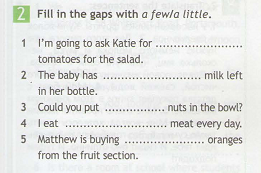 2 Fill in the gaps with a few/a little.
1 I'm going to ask Katie for ........................
tomatoes for the salad.
2 The baby has ........................ milk left
in her bottle.
3 Could you put ................. nuts in the bowl?
4 I eat ........................ meat every day.
5 Matthew is buying ...................... oranges
from the fruit section.